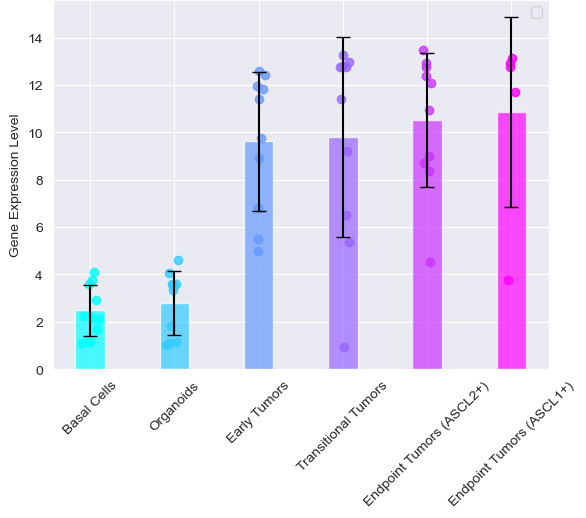 Gene Expression Level
14
12
10
8
6
4
2
0
Basal Cells
Organoids
Early Tumors
Transitional Tumors
Endpoint Tumors (ASCL2+)
Endpoint Tumors (ASCL1+)